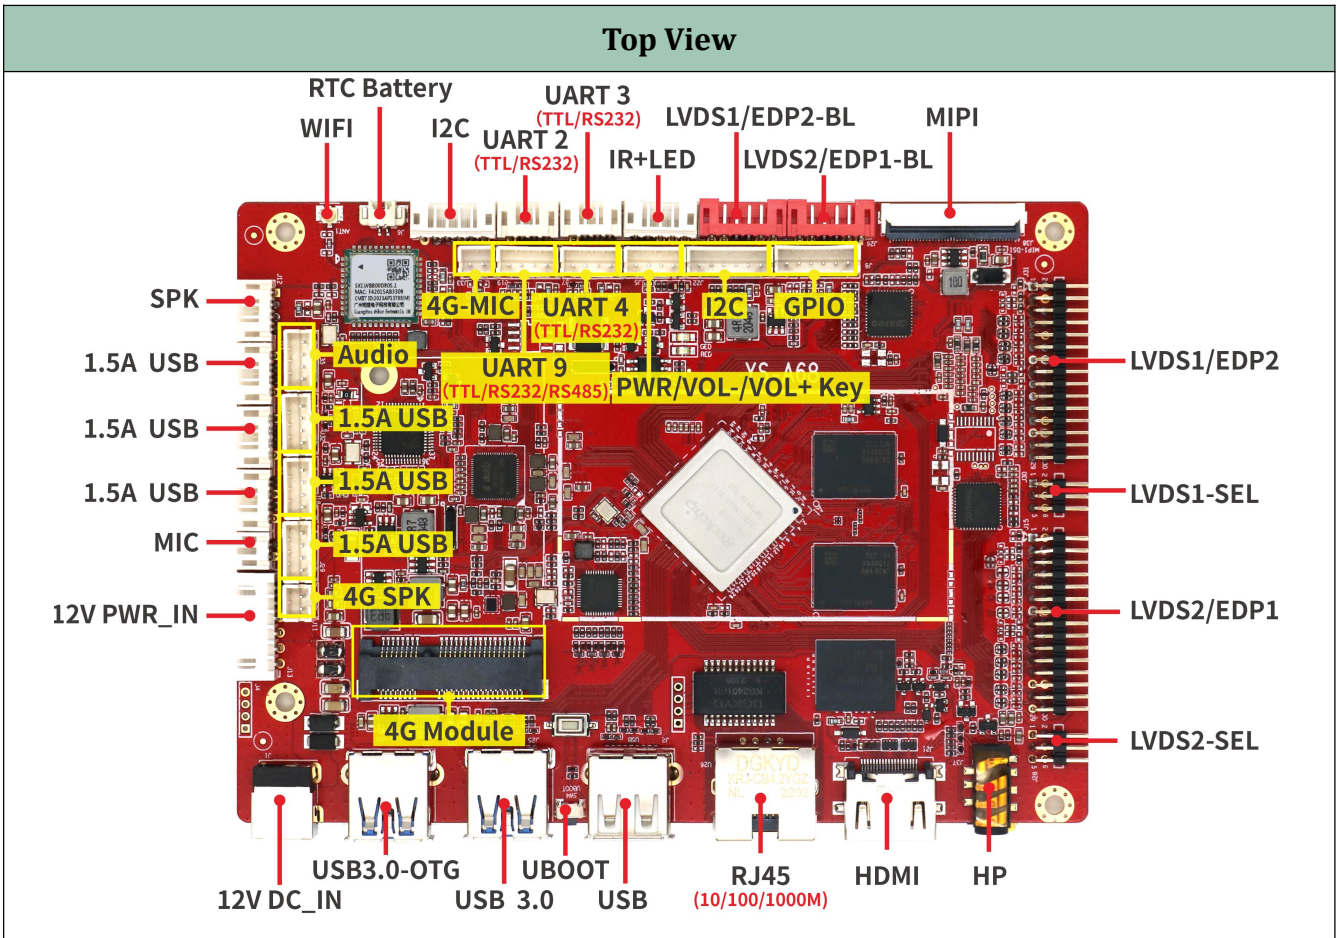 Top View
RTC Battery
WIFI
I2C
UART 3
(TTL/RS232)
UART 2
(TTL/RS232)
IR+LED
LVDS1/EDP2-BL
LVDS2/EDP1-BL
MIPI
4G-MIC
UART 4
(TTL/RS232)
I2C
GPIO
SPK
Audio
UART 9
(TTL/RS232/RS485)
PWR/VOL-/VOL+ Key
1.5A USB
LVDS1/EDP2
1.5A USB
1.5A USB
1.5A USB
1.5A USB
LVDS1-SEL
MIC
1.5A USB
4G SPK
12V PWR_IN
LVDS2/EDP1
4G Module
LVDS2-SEL
DGKYD
NL 2202
USB3.0-OTG
UBOOT
RJ45
(10/100/1000M)
HDMI
HP
12V DC_IN
USB 3.0
USB